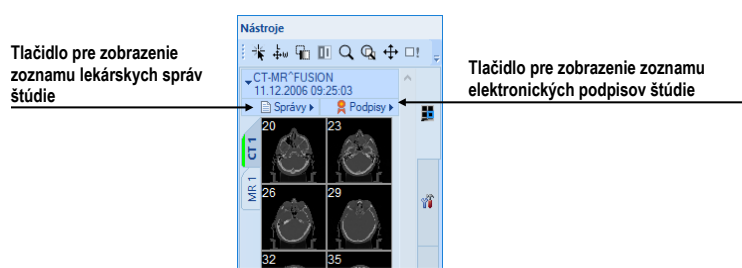 Nástroje
Tlačidlo pre zobrazenie
zoznamu lekárskych správ
štúdie
CT-MR^FUSION
11.12.2006 09:25:03
Správy
Podpisy
Tlačidlo pre zobrazenie zoznamu
elektronických podpisov štúdie
CT 1
MR 1
20
23
26
29
32
35